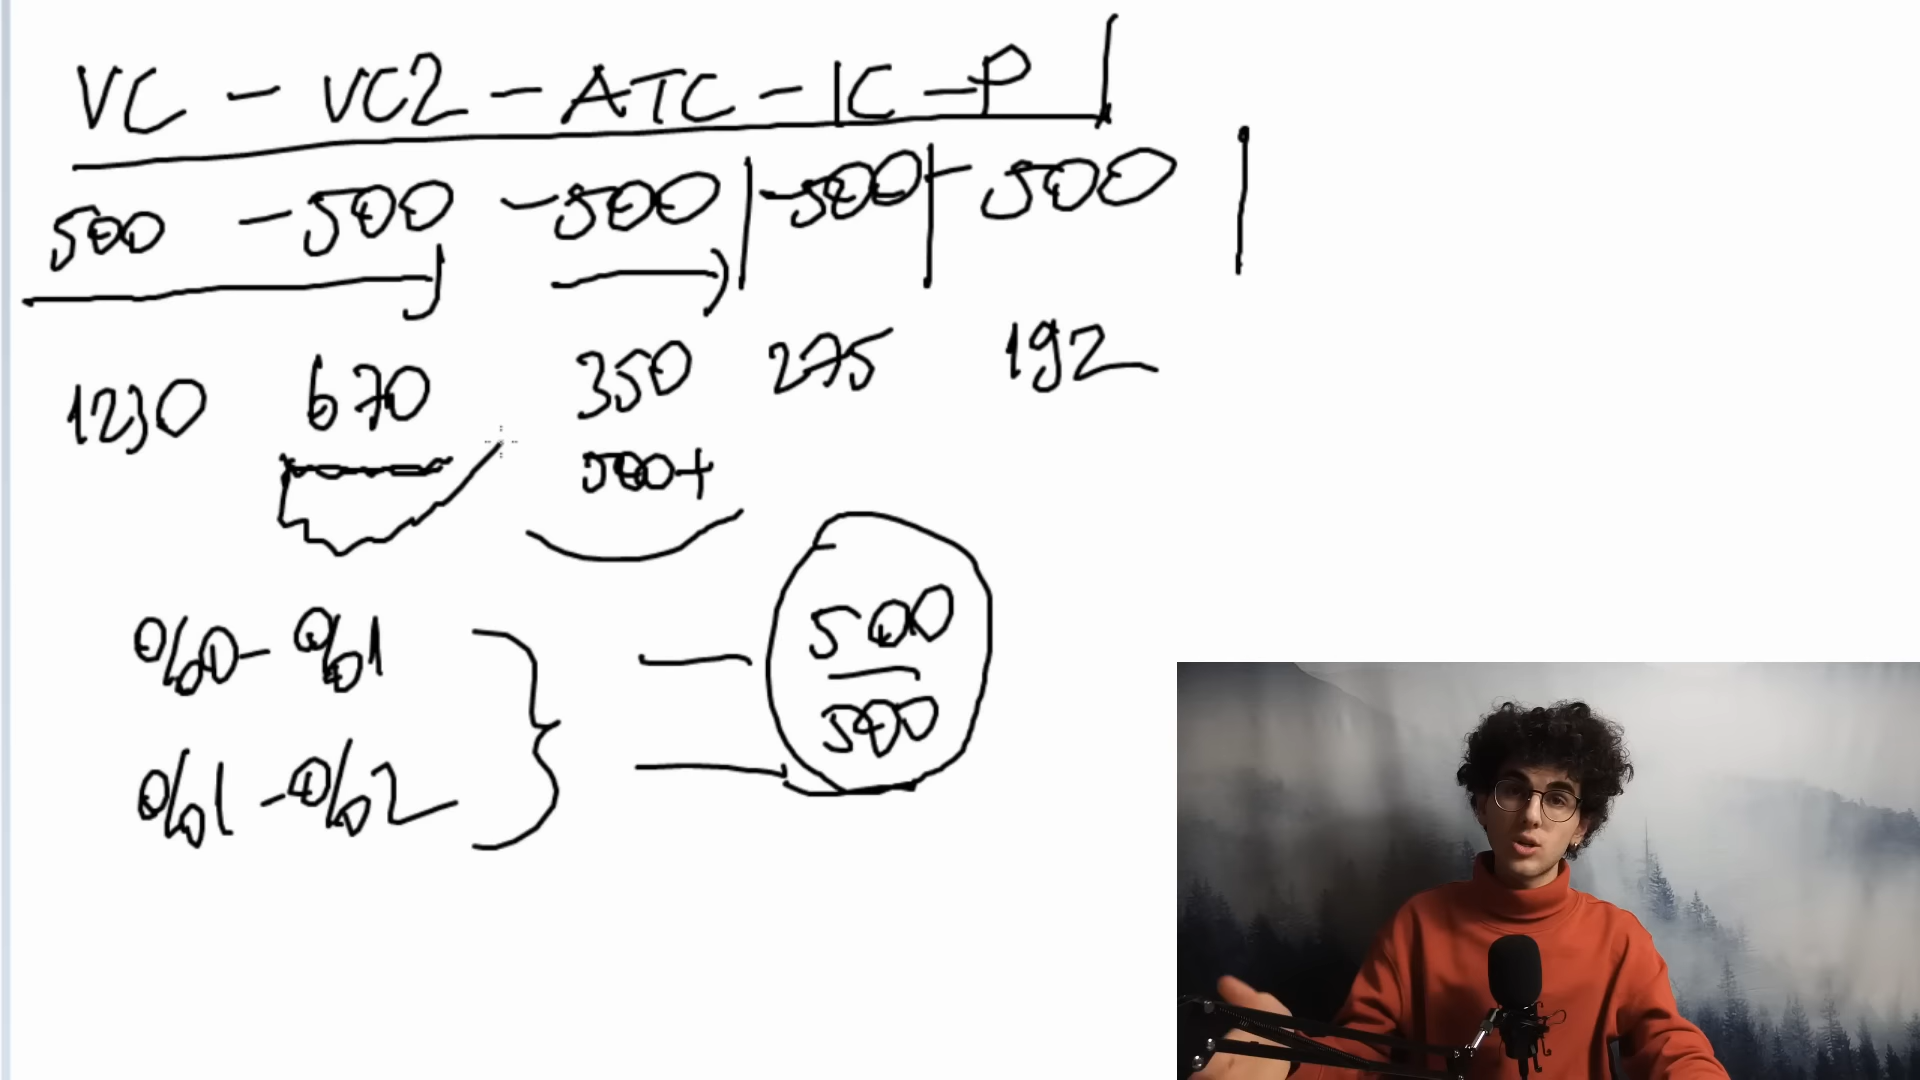 VC - VC2 - ATC - IC - P
500 - 500 - 500 - 500 - 500
1230 670 350 275 192
500+
%0 - %1
%1 - %2
500
500